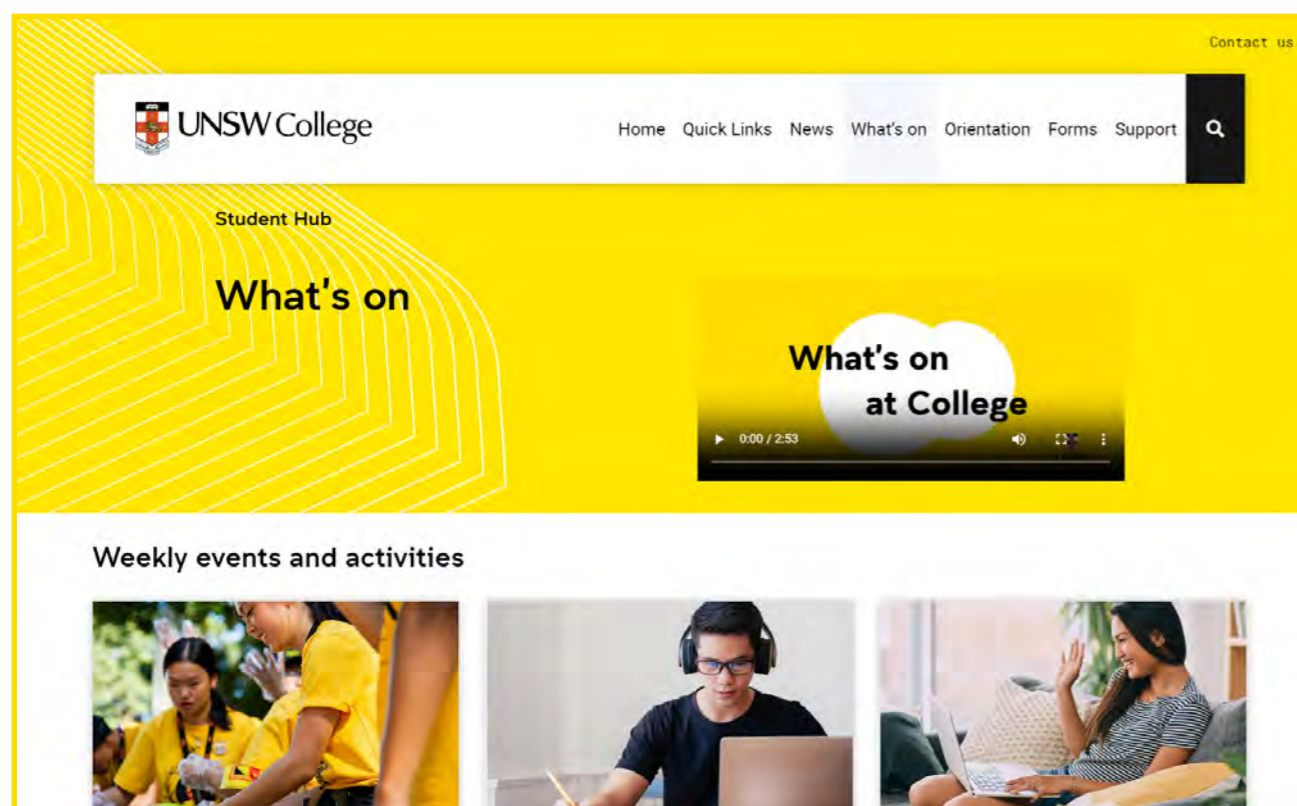 Contact us
UNSW College
Home Quick Links News What's on Orientation Forms Support
Student Hub
What's on
What's on
at College
0:00 / 2:53
Weekly events and activities